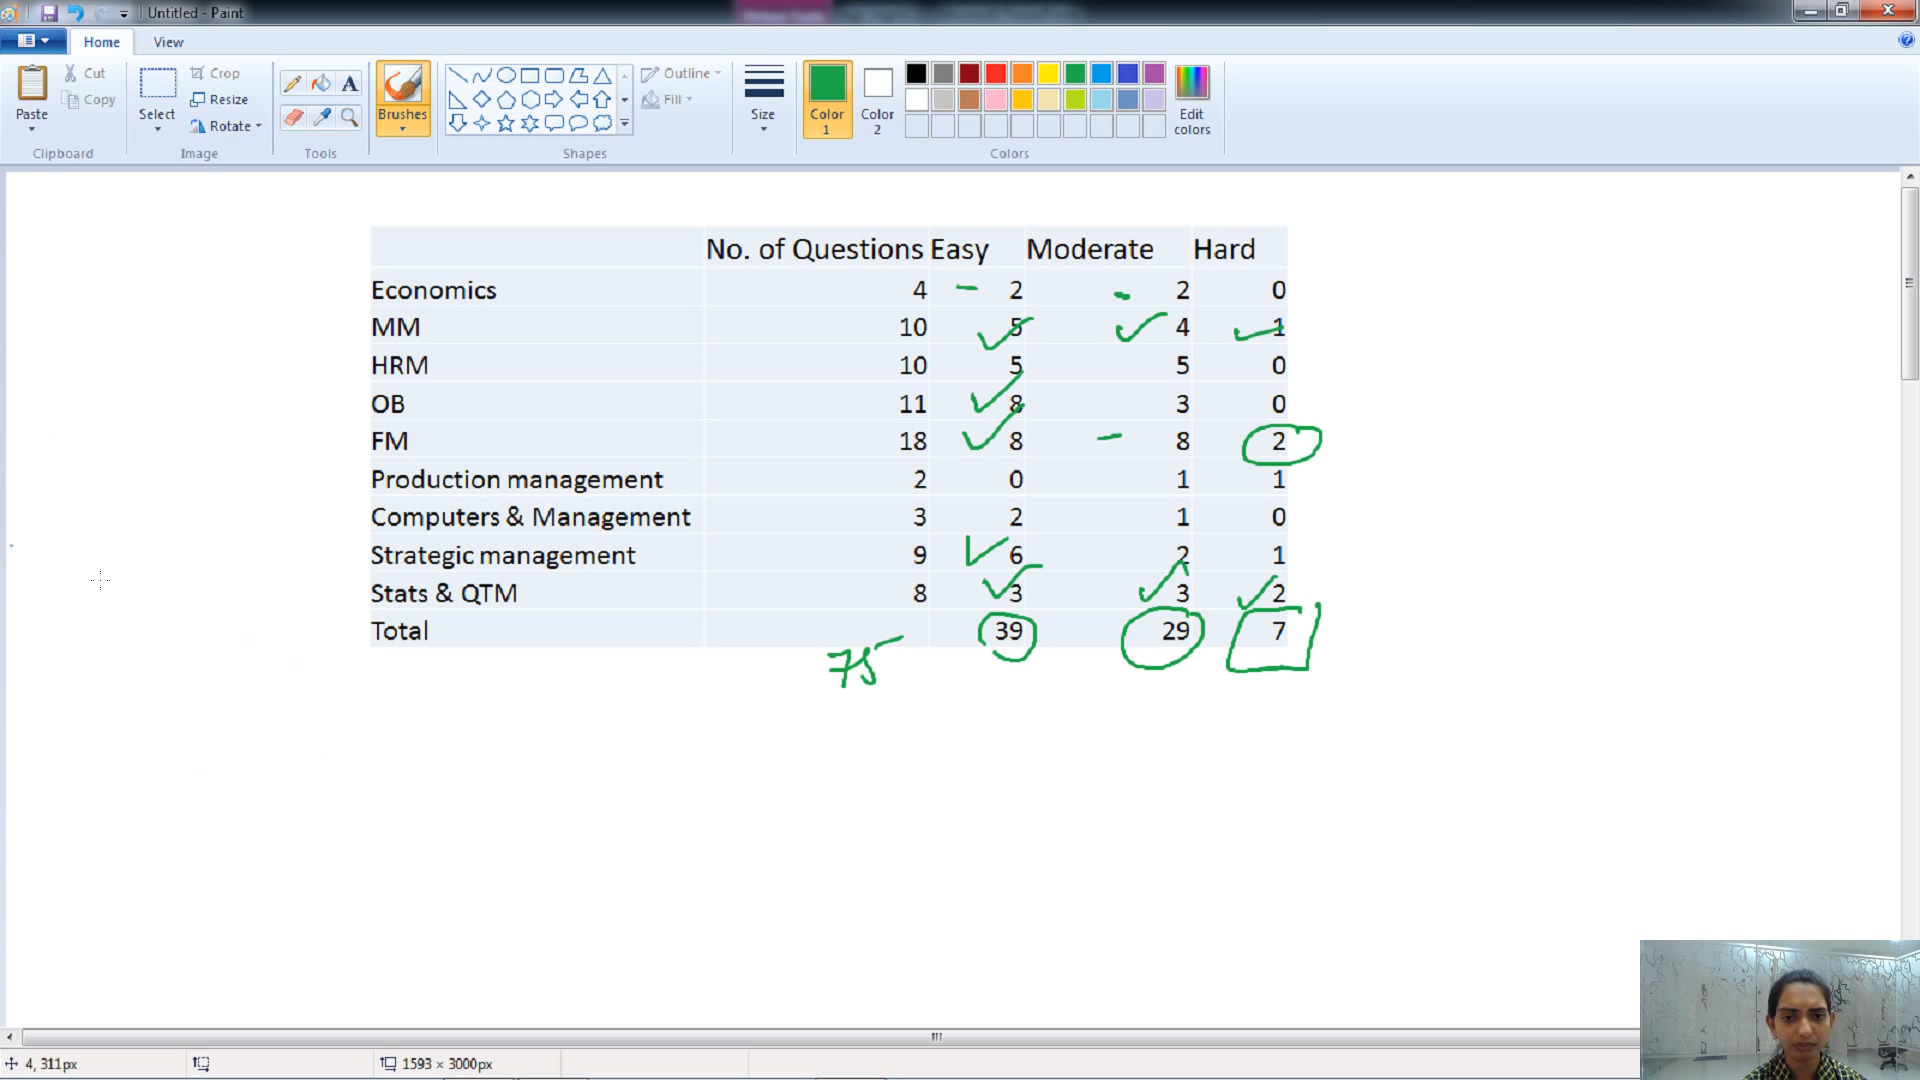 Untitled - Paint
Home View
Paste Cut Copy
Clipboard
Select Crop Resize Rotate
Image
Tools
Brushes
Outline Fill
Shapes
Size
Color 1 Color 2
Edit colors
Colors
No. of Questions Easy Moderate Hard
Economics 4 2 2 0
MM 10 5 4 1
HRM 10 5 5 0
OB 11 8 3 0
FM 18 8 8 2
Production management 2 0 1 1
Computers & Management 3 2 1 0
Strategic management 9 6 2 1
Stats & QTM 8 3 3 2
Total 39 29 7
75
4, 311px 1593 × 3000px